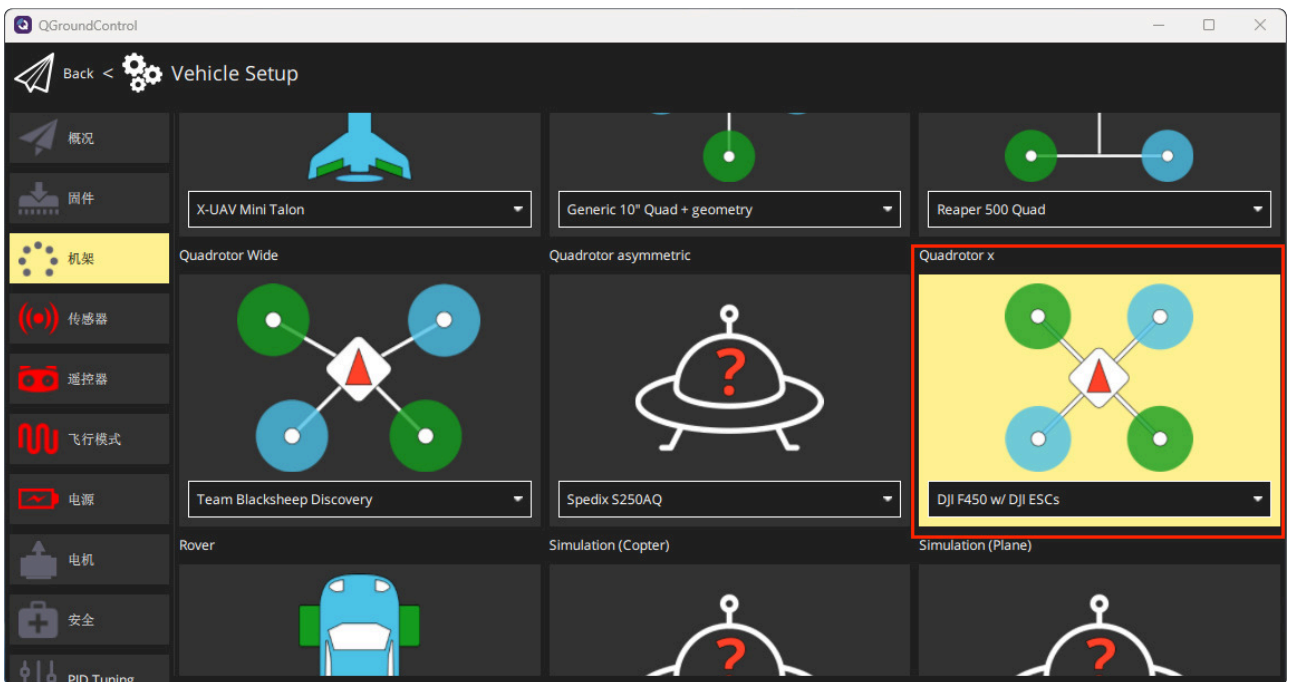 QGroundControl
Back < Vehicle Setup
概况
固件
机架
传感器
遥控器
飞行模式
电源
电机
安全
PID Tuning
X-UAV Mini Talon
Generic 10" Quad + geometry
Reaper 500 Quad
Quadrotor Wide
Quadrotor asymmetric
Quadrotor x
? 
Team Blacksheep Discovery
Spedix S250AQ
DJI F450 w/ DJI ESCs
Rover
Simulation (Copter)
Simulation (Plane)
?
?